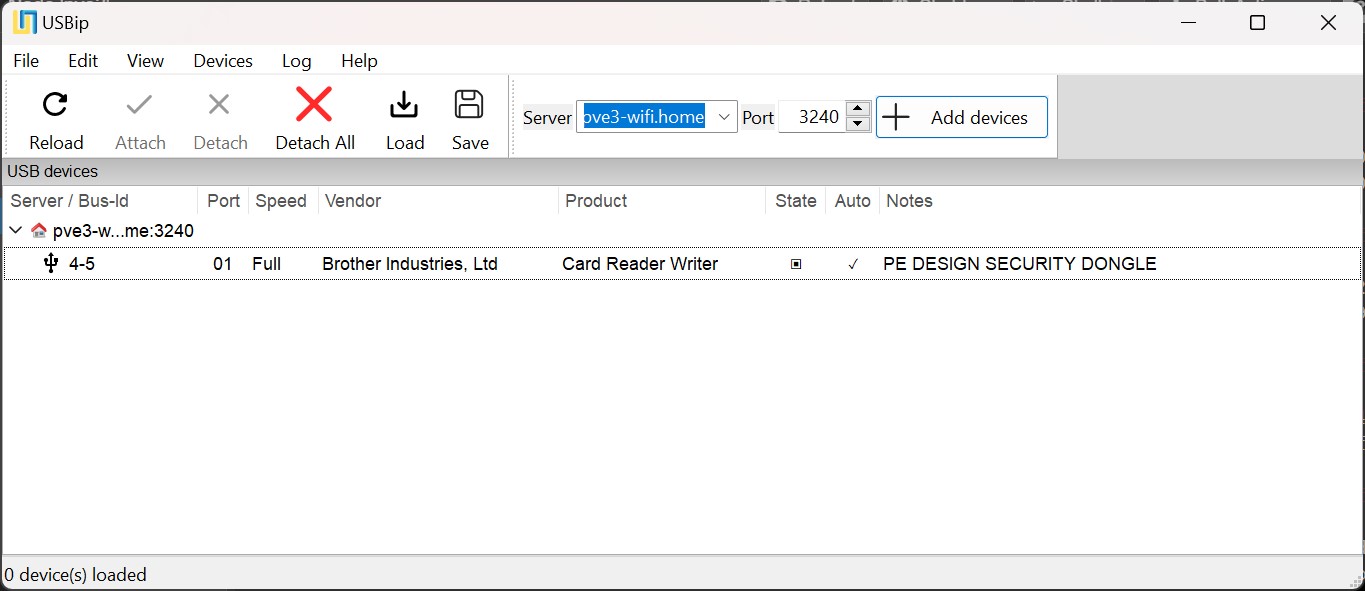 USBip
File Edit View Devices Log Help
Reload Attach Detach Detach All Load Save Server pve3-wifi.home Port 3240 Add devices
USB devices
Server / Bus-Id Port Speed Vendor Product State Auto Notes
pve3-w...me:3240
4-5 01 Full Brother Industries, Ltd Card Reader Writer ✓ PE DESIGN SECURITY DONGLE
0 device(s) loaded